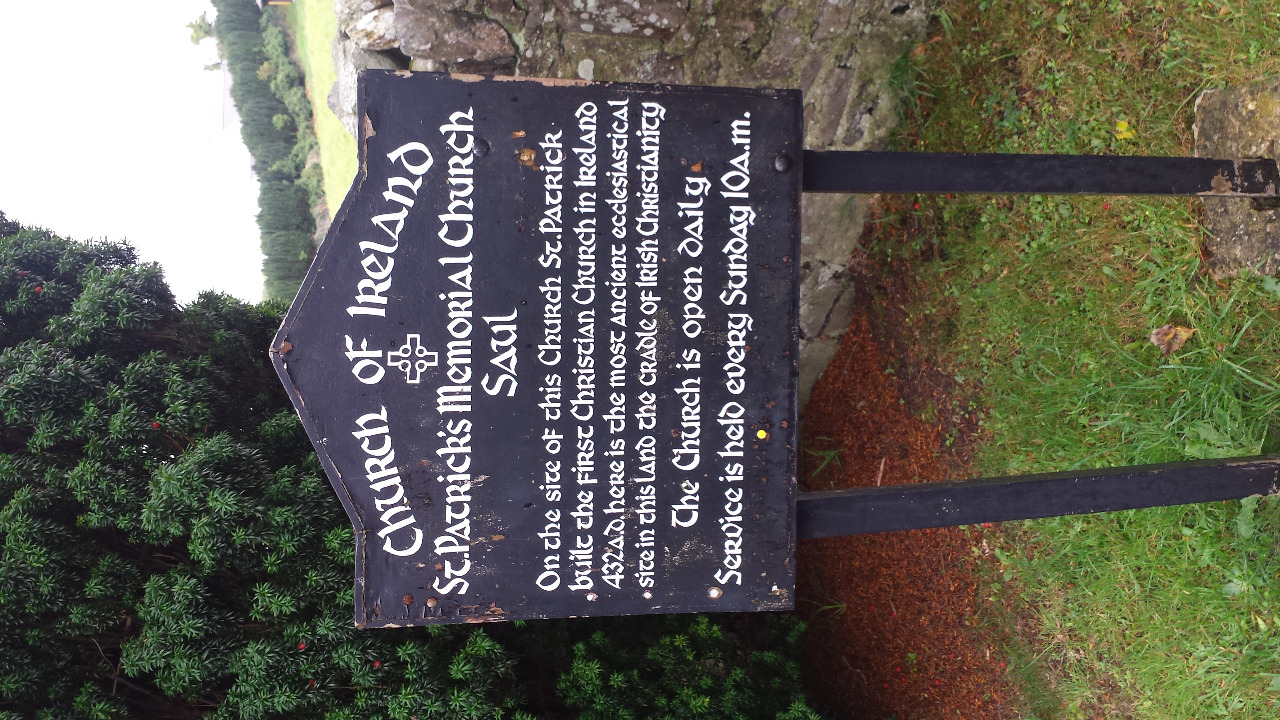 Church of Ireland
St. Patrick's Memorial Church
Saul
On the site of this Church St. Patrick
built the first Christian Church in Ireland
432AD, here is the most ancient ecclesiastical
site in this land the cradle of Irish Christianity
The Church is open daily
Service is held every Sunday 10a.m.